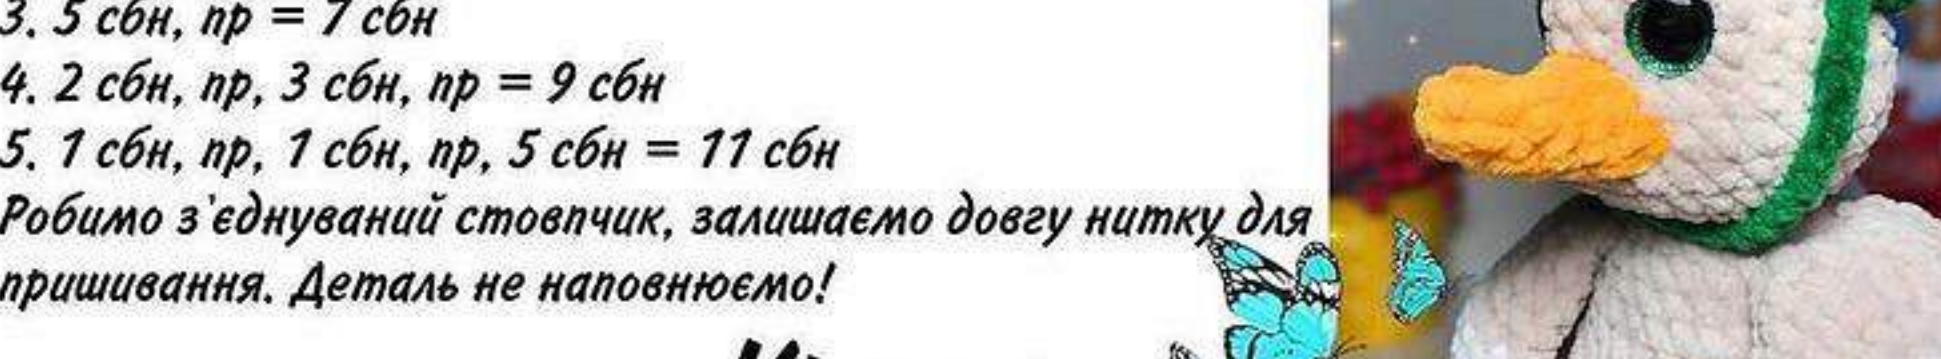 3. 5 сбн, пр = 7 сбн
4. 2 сбн, пр, 3 сбн, пр = 9 сбн
5. 1 сбн, пр, 1 сбн, пр, 5 сбн = 11 сбн
Робимо з'єднуваний стовпчик, залишаємо довгу нитку для
пришивання. Деталь не наповнюємо!